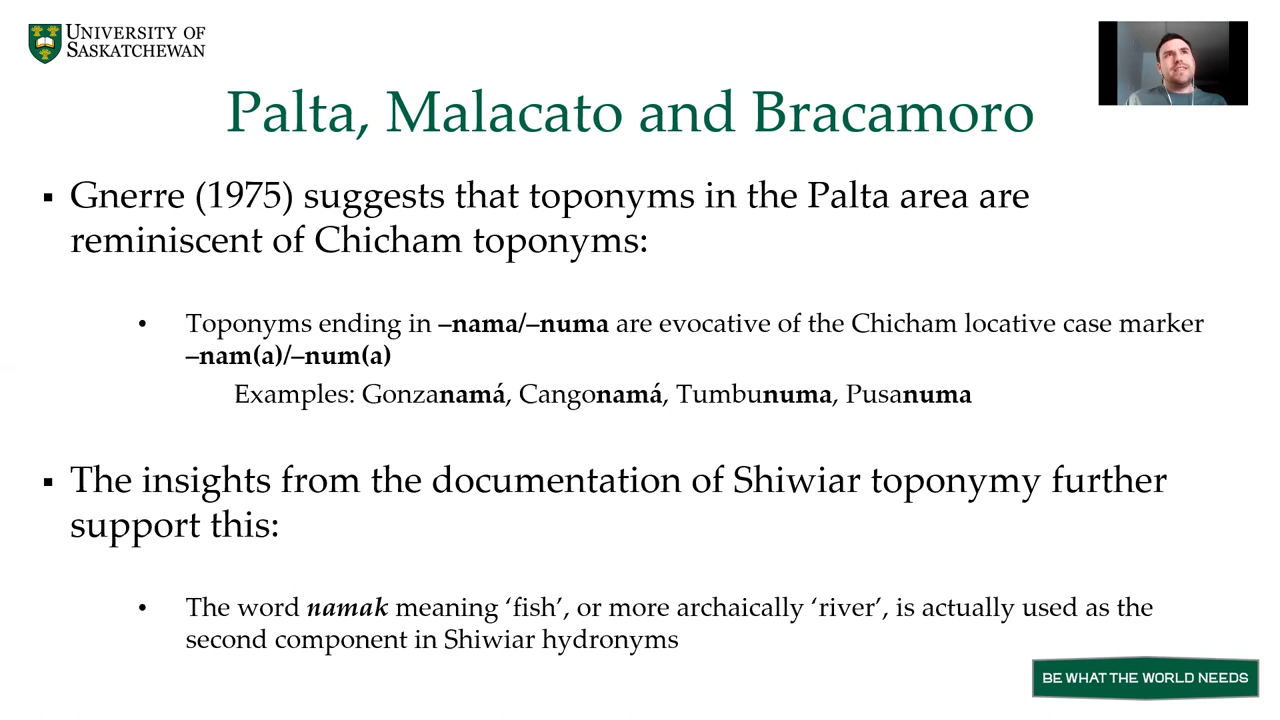 UNIVERSITY OF
SASKATCHEWAN
Palta, Malacato and Bracamoro
▪ Gnerre (1975) suggests that toponyms in the Palta area are
reminiscent of Chicham toponyms:
• Toponyms ending in –nama/–numa are evocative of the Chicham locative case marker
–nam(a)/–num(a)
Examples: Gonzanamá, Cangonamá, Tumbunuma, Pusanuma
▪ The insights from the documentation of Shiwiar toponymy further
support this:
• The word namak meaning ‘fish’, or more archaically ‘river’, is actually used as the
second component in Shiwiar hydronyms
BE WHAT THE WORLD NEEDS